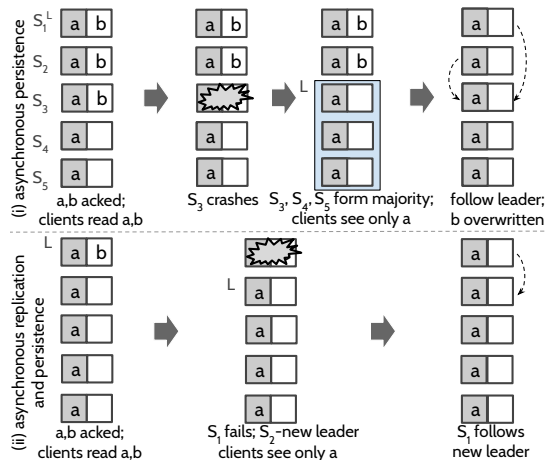 (i) asynchronous persistence
S₁ᴸ a b a b a b a
S₂ a b a b a b a
S₃ a b L a a
S₄ a a a a
S₅ a a a a
a,b acked;
clients read a,b
S₃ crashes
S₃, S₄, S₅ form majority;
clients see only a
follow leader;
b overwritten
(ii) asynchronous replication
and persistence
L a b a
a L a a
a a a
a a a
a a a
a,b acked;
clients read a,b
S₁ fails; S₂-new leader
clients see only a
S₁ follows
new leader